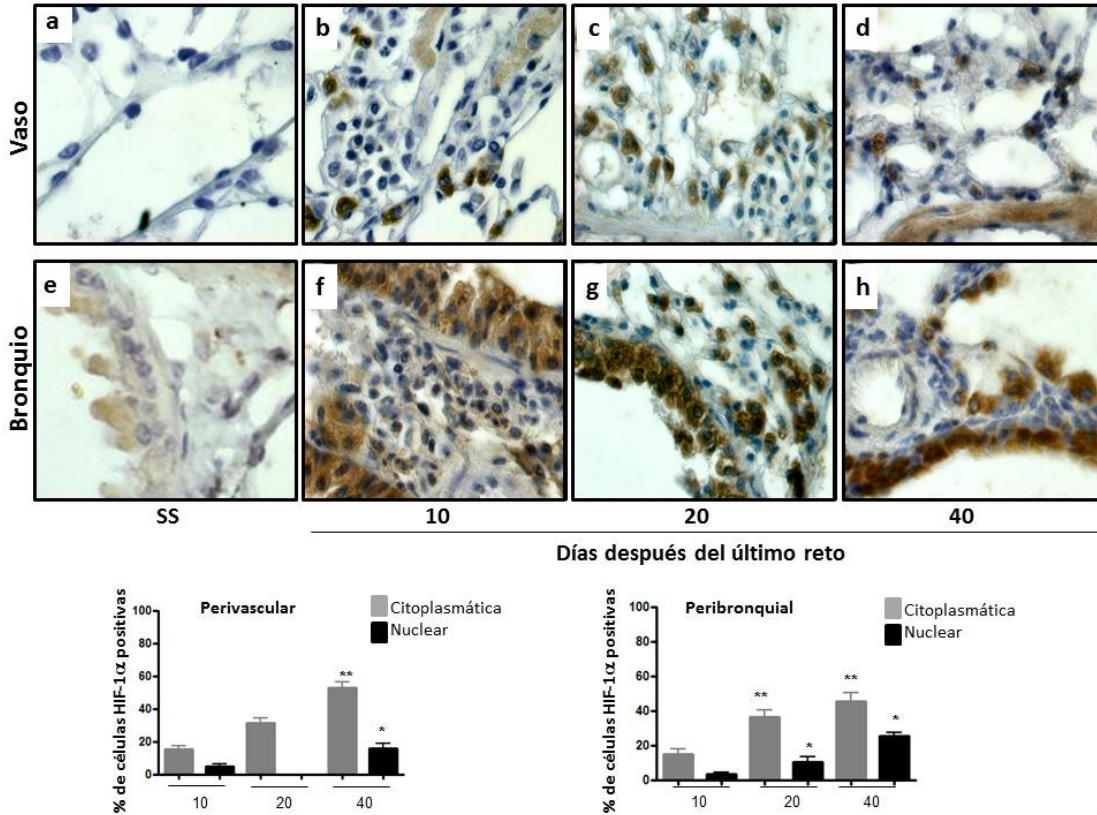 a
b
c
d
Vaso
e
f
g
h
Bronquio
SS
10
20
40
Días después del último reto
Perivascular
Citoplasmática
Nuclear
% de células HIF-1α positivas
100
80
60
40
20
0
**
*
10
20
40
Peribronquial
Citoplasmática
Nuclear
% de células HIF-1α positivas
100
80
60
40
20
0
**
*
**
*
10
20
40